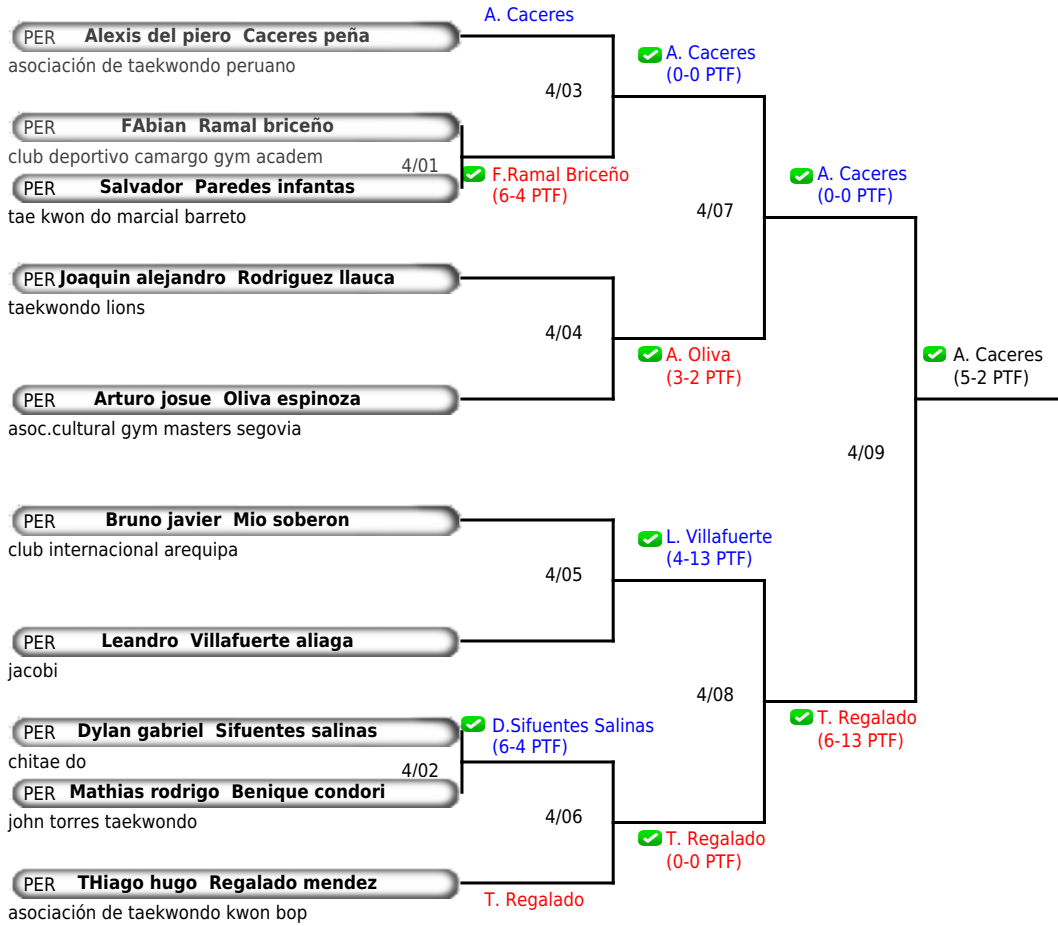 A. Caceres
PER Alexis del piero Caceres peña
asociación de taekwondo peruano
A. Caceres
(0-0 PTF)
4/03
PER FAbian Ramal briceño
club deportivo camargo gym academ
4/01
F.Ramal Briceño
(6-4 PTF)
PER Salvador Paredes infantas
tae kwon do marcial barreto
A. Caceres
(0-0 PTF)
4/07
PER Joaquin alejandro Rodriguez llauca
taekwondo lions
4/04
A. Oliva
(3-2 PTF)
A. Caceres
(5-2 PTF)
PER Arturo josue Oliva espinoza
asoc.cultural gym masters segovia
4/09
PER Bruno javier Mio soberon
club internacional arequipa
L. Villafuerte
(4-13 PTF)
4/05
PER Leandro Villafuerte aliaga
jacobi
4/08
T. Regalado
(6-13 PTF)
PER Dylan gabriel Sifuentes salinas
chitae do
D.Sifuentes Salinas
(6-4 PTF)
4/02
PER Mathias rodrigo Benique condori
john torres taekwondo
4/06
T. Regalado
(0-0 PTF)
PER THiago hugo Regalado mendez
asociación de taekwondo kwon bop
T. Regalado